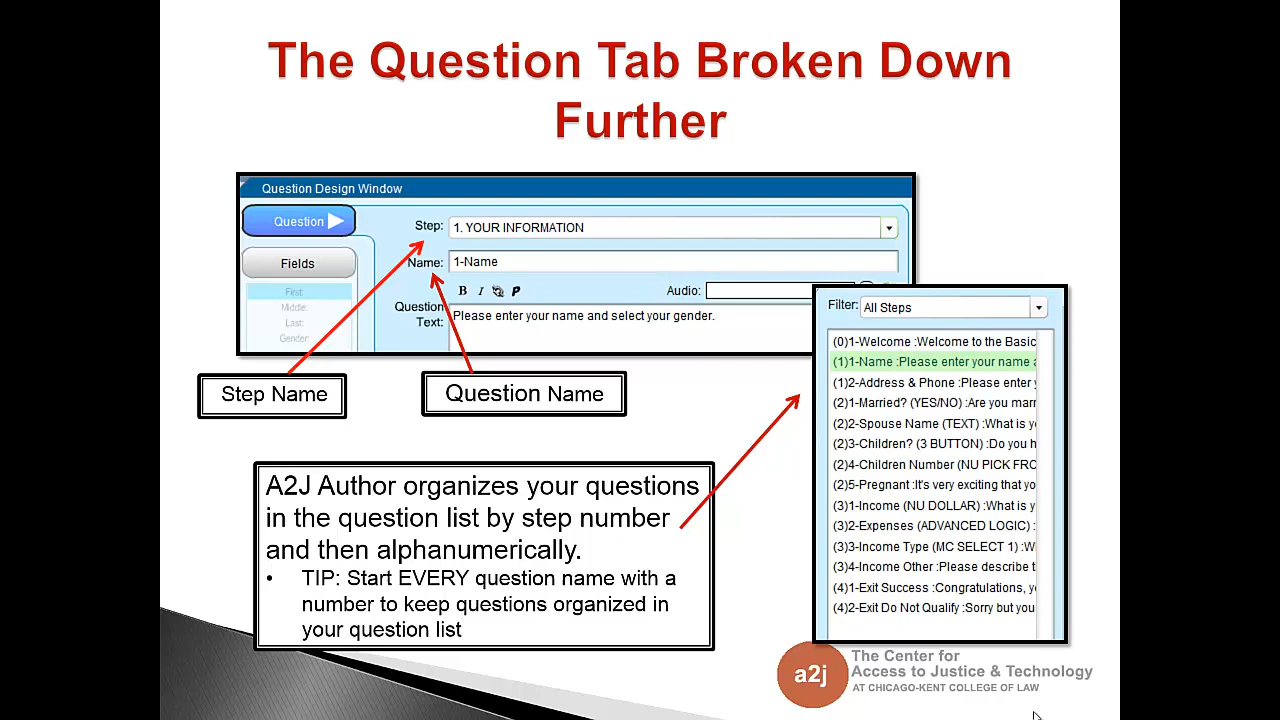 The Question Tab Broken Down
Further
Question Design Window
Question
Step:
1. YOUR INFORMATION
Name:
1-Name
Fields
B I P
Audio:
First:
Middle:
Last:
Gender:
Question
Text:
Please enter your name and select your gender.
Filter:
All Steps
(0)1-Welcome :Welcome to the Basic
(1)1-Name :Please enter your name a
(1)2-Address & Phone :Please enter y
(2)1-Married? (YES/NO) :Are you marr
(2)2-Spouse Name (TEXT) :What is yo
(2)3-Children? (3 BUTTON) :Do you h
(2)4-Children Number (NU PICK FRO
(2)5-Pregnant :It's very exciting that you
(3)1-Income (NU DOLLAR) :What is y
(3)2-Expenses (ADVANCED LOGIC) :
(3)3-Income Type (MC SELECT 1) :W
(3)4-Income Other :Please describe t
(4)1-Exit Success :Congratulations, y
(4)2-Exit Do Not Qualify :Sorry but you
Step Name
Question Name
A2J Author organizes your questions
in the question list by step number
and then alphanumerically.
• TIP: Start EVERY question name with a
number to keep questions organized in
your question list
a2j
The Center for
Access to Justice & Technology
AT CHICAGO-KENT COLLEGE OF LAW